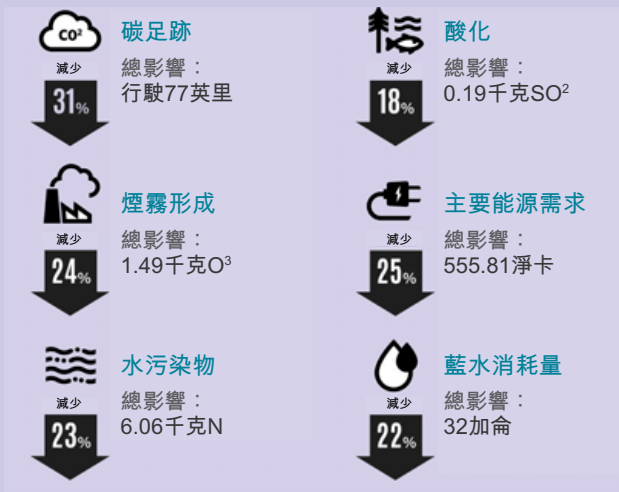 CO²
碳足跡
減少
總影響：
31%
行駛77英里
酸化
減少
總影響：
18%
0.19千克SO²
煙霧形成
減少
總影響：
24%
1.49千克O³
主要能源需求
減少
總影響：
25%
555.81淨卡
水污染物
減少
總影響：
23%
6.06千克N
藍水消耗量
減少
總影響：
22%
32加侖